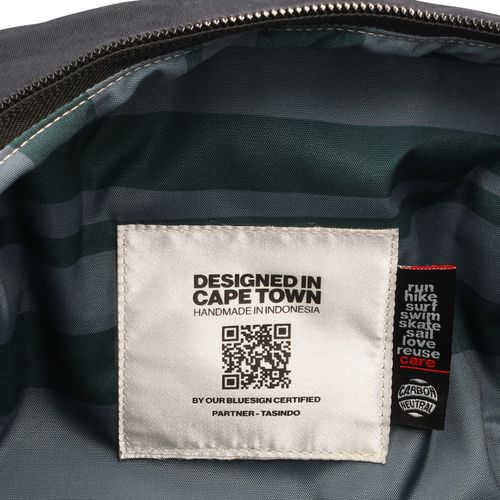 DESIGNED IN
CAPE TOWN
HANDMADE IN INDONESIA
BY OUR BLUESIGN CERTIFIED
PARTNER - TASINDO
run
hike
surf
swim
skate
sail
love
reuse
care
CARBON
NEUTRAL